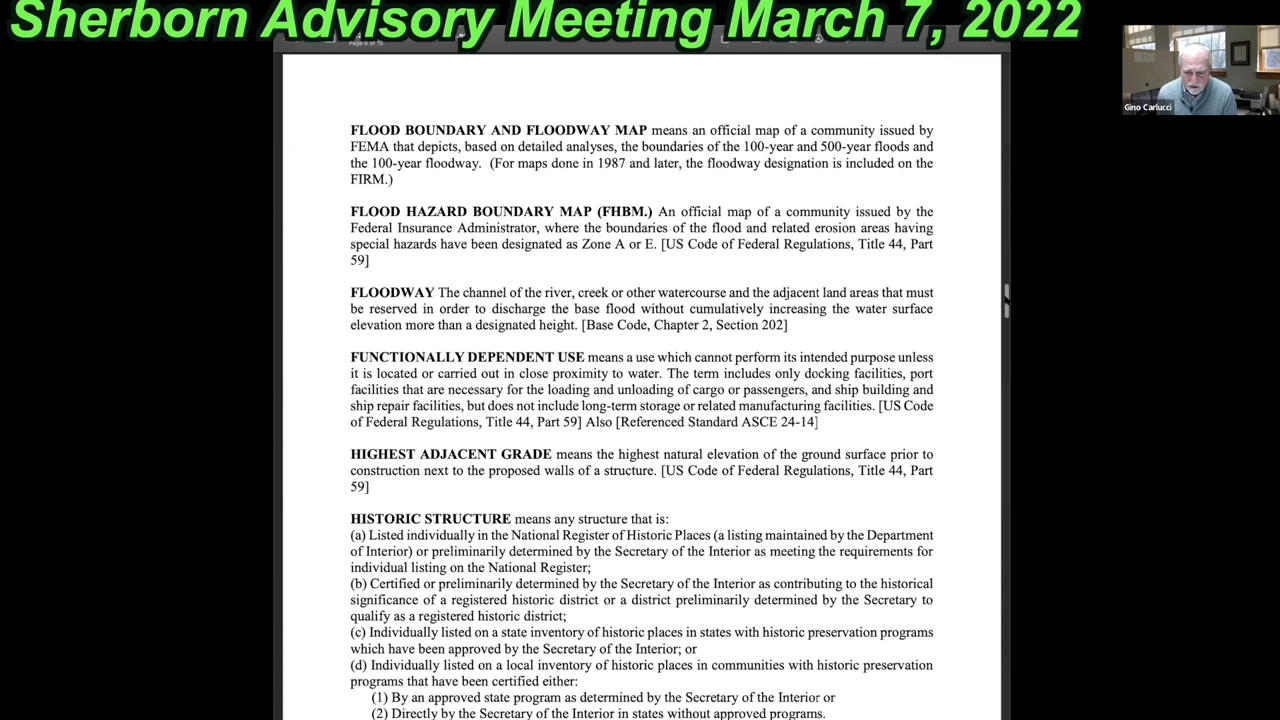 Sherborn Advisory Meeting March 7, 2022
Page 8 of 15
Gino Carlucci
FLOOD BOUNDARY AND FLOODWAY MAP means an official map of a community issued by
FEMA that depicts, based on detailed analyses, the boundaries of the 100-year and 500-year floods and
the 100-year floodway. (For maps done in 1987 and later, the floodway designation is included on the
FIRM.)
FLOOD HAZARD BOUNDARY MAP (FHBM.) An official map of a community issued by the
Federal Insurance Administrator, where the boundaries of the flood and related erosion areas having
special hazards have been designated as Zone A or E. [US Code of Federal Regulations, Title 44, Part
59]
FLOODWAY The channel of the river, creek or other watercourse and the adjacent land areas that must
be reserved in order to discharge the base flood without cumulatively increasing the water surface
elevation more than a designated height. [Base Code, Chapter 2, Section 202]
FUNCTIONALLY DEPENDENT USE means a use which cannot perform its intended purpose unless
it is located or carried out in close proximity to water. The term includes only docking facilities, port
facilities that are necessary for the loading and unloading of cargo or passengers, and ship building and
ship repair facilities, but does not include long-term storage or related manufacturing facilities. [US Code
of Federal Regulations, Title 44, Part 59] Also [Referenced Standard ASCE 24-14]
HIGHEST ADJACENT GRADE means the highest natural elevation of the ground surface prior to
construction next to the proposed walls of a structure. [US Code of Federal Regulations, Title 44, Part
59]
HISTORIC STRUCTURE means any structure that is:
(a) Listed individually in the National Register of Historic Places (a listing maintained by the Department
of Interior) or preliminarily determined by the Secretary of the Interior as meeting the requirements for
individual listing on the National Register;
(b) Certified or preliminarily determined by the Secretary of the Interior as contributing to the historical
significance of a registered historic district or a district preliminarily determined by the Secretary to
qualify as a registered historic district;
(c) Individually listed on a state inventory of historic places in states with historic preservation programs
which have been approved by the Secretary of the Interior; or
(d) Individually listed on a local inventory of historic places in communities with historic preservation
programs that have been certified either:
(1) By an approved state program as determined by the Secretary of the Interior or
(2) Directly by the Secretary of the Interior in states without approved programs.